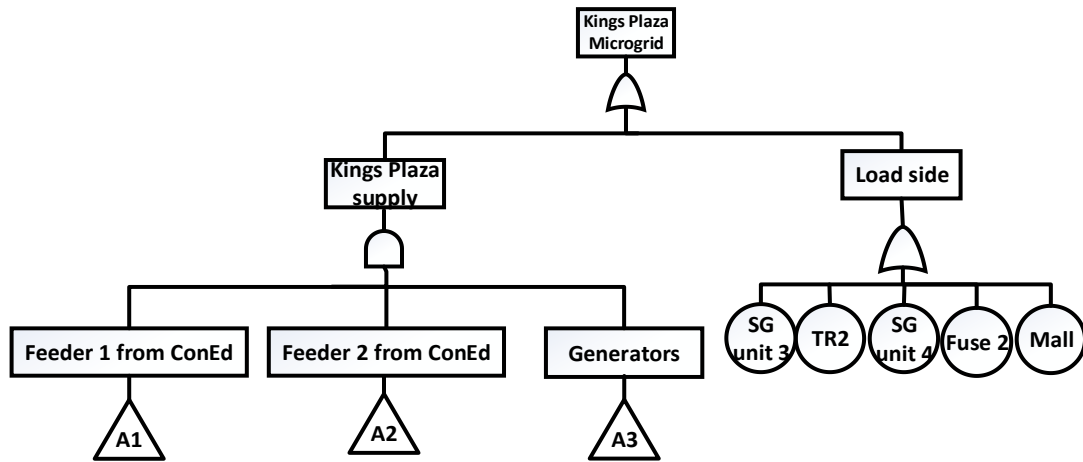 Kings Plaza
Microgrid
Kings Plaza
supply
Load side
Feeder 1 from ConEd
Feeder 2 from ConEd
Generators
SG
unit 3
TR2
SG
unit 4
Fuse 2
Mall
A1
A2
A3